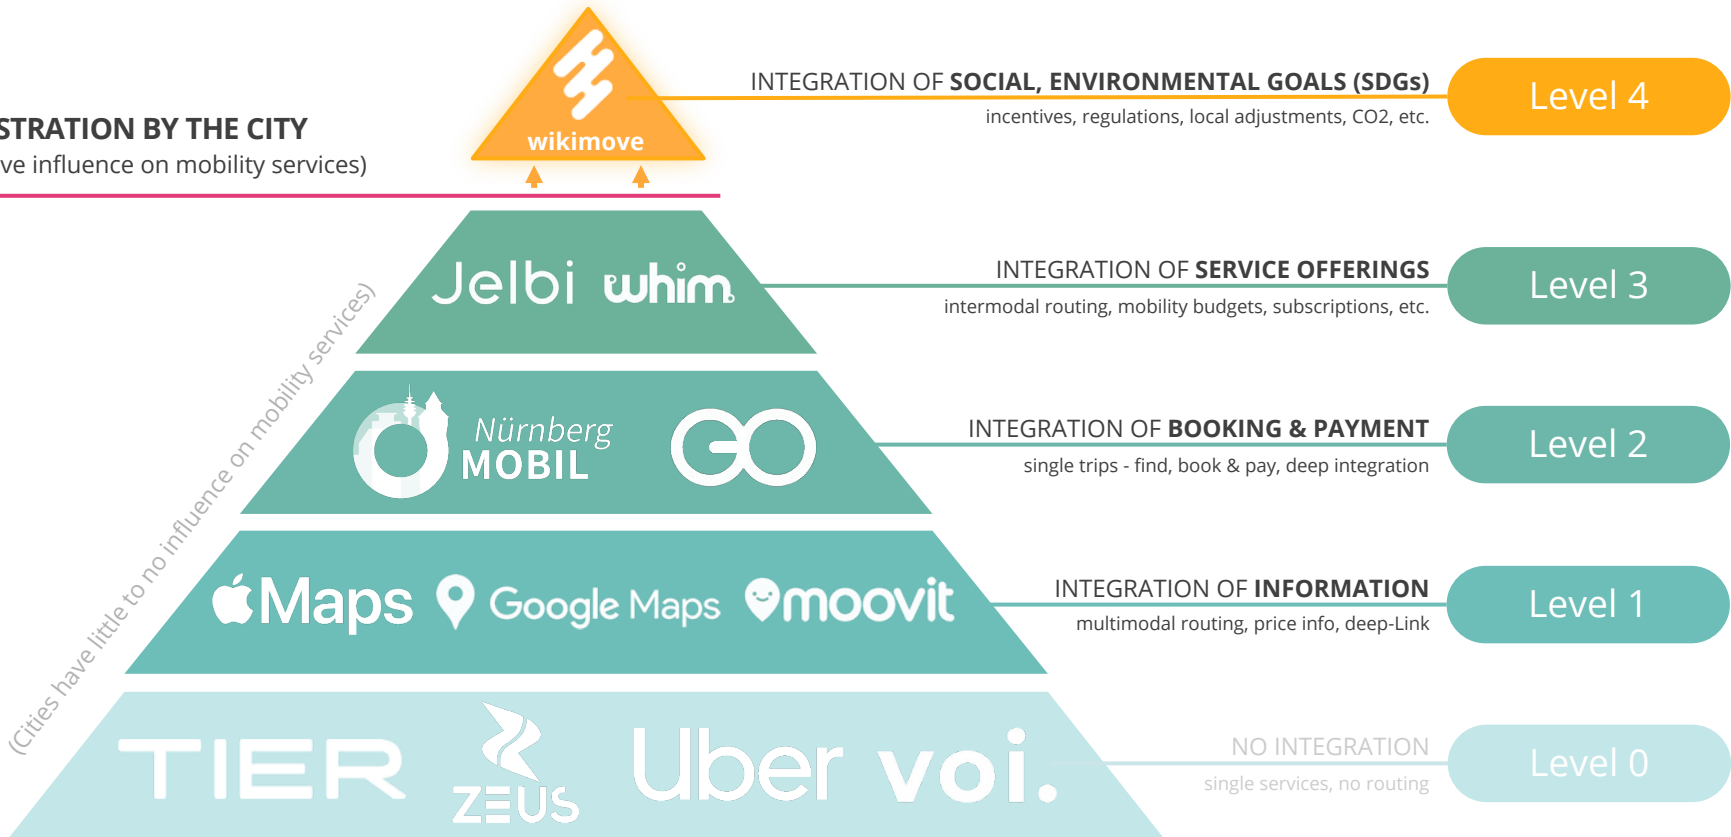 wikimove
INTEGRATION OF SOCIAL, ENVIRONMENTAL GOALS (SDGs)
incentives, regulations, local adjustments, CO2, etc.
Level 4
STRATION BY THE CITY
ve influence on mobility services)
Jelbi whim
INTEGRATION OF SERVICE OFFERINGS
intermodal routing, mobility budgets, subscriptions, etc.
Level 3
(Cities have little to no influence on mobility services)
Nürnberg
MOBIL
GO
INTEGRATION OF BOOKING & PAYMENT
single trips - find, book & pay, deep integration
Level 2
Maps Google Maps moovit
INTEGRATION OF INFORMATION
multimodal routing, price info, deep-Link
Level 1
TIER ZEUS Uber voi.
NO INTEGRATION
single services, no routing
Level 0